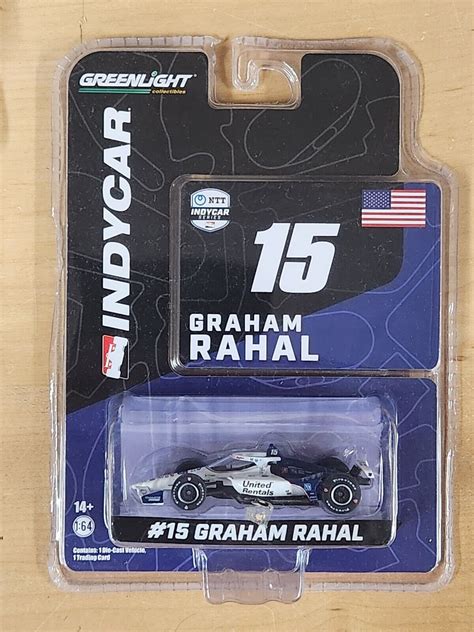 GREENLIGHT
collectibles
INDYCAR
NTT
INDYCAR
SERIES
15
GRAHAM
RAHAL
15
United
Rentals
14+
1:64
#15 GRAHAM RAHAL
Contains: 1 Die-Cast Vehicle,
1 Trading Card